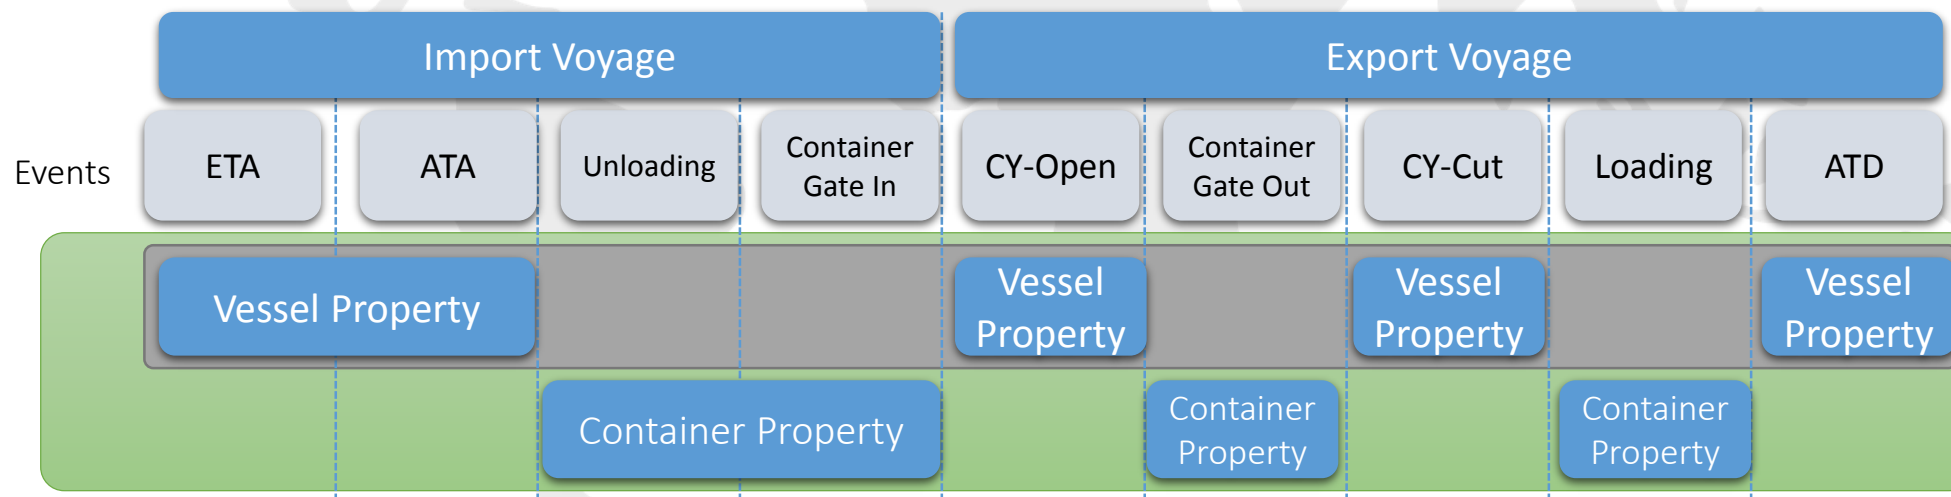 Import Voyage
Export Voyage
Events
ETA
ATA
Unloading
Container
Gate In
CY-Open
Container
Gate Out
CY-Cut
Loading
ATD
Vessel Property
Vessel
Property
Vessel
Property
Vessel
Property
Container Property
Container
Property
Container
Property